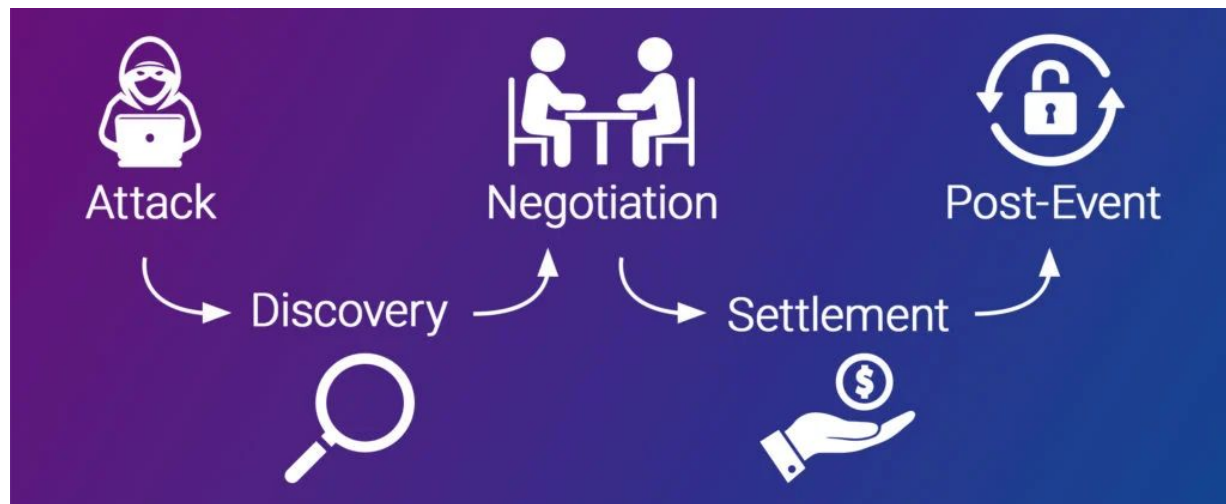 Attack
Discovery
Negotiation
Settlement
Post-Event
$